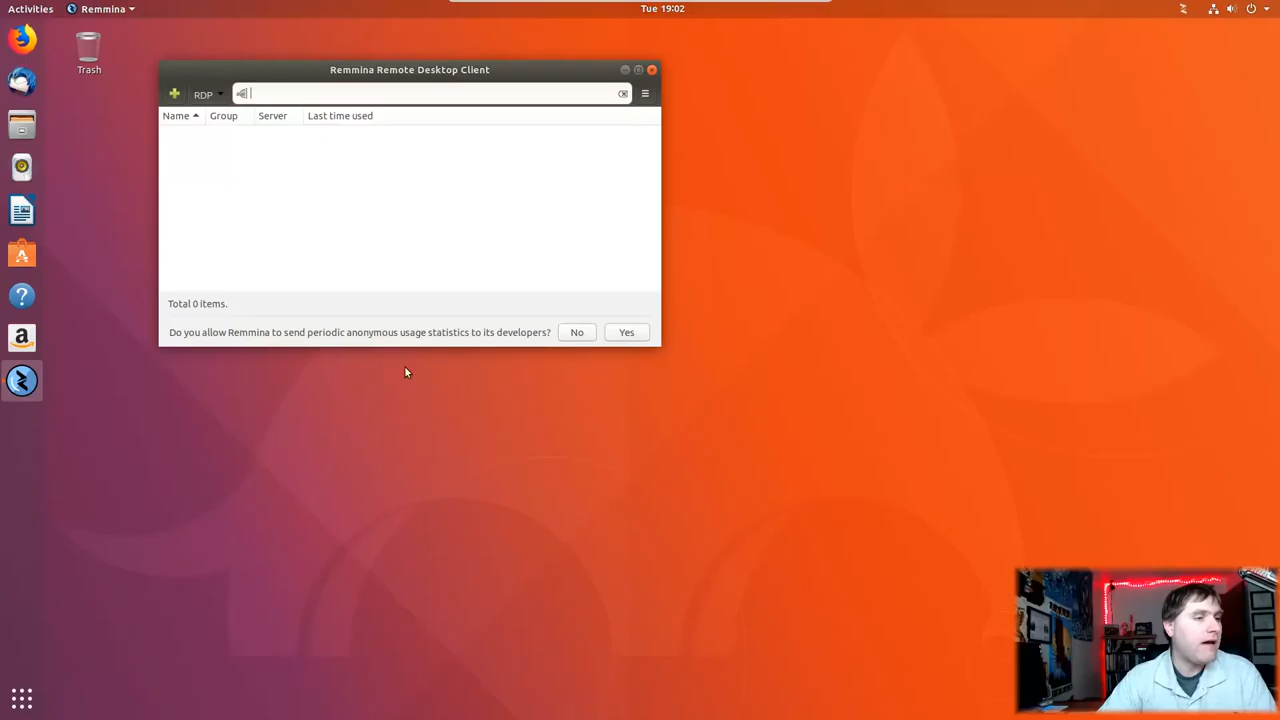 Activities Remmina Tue 19:02
Trash
Remmina Remote Desktop Client
RDP
Name Group Server Last time used
Total 0 items.
Do you allow Remmina to send periodic anonymous usage statistics to its developers? No Yes